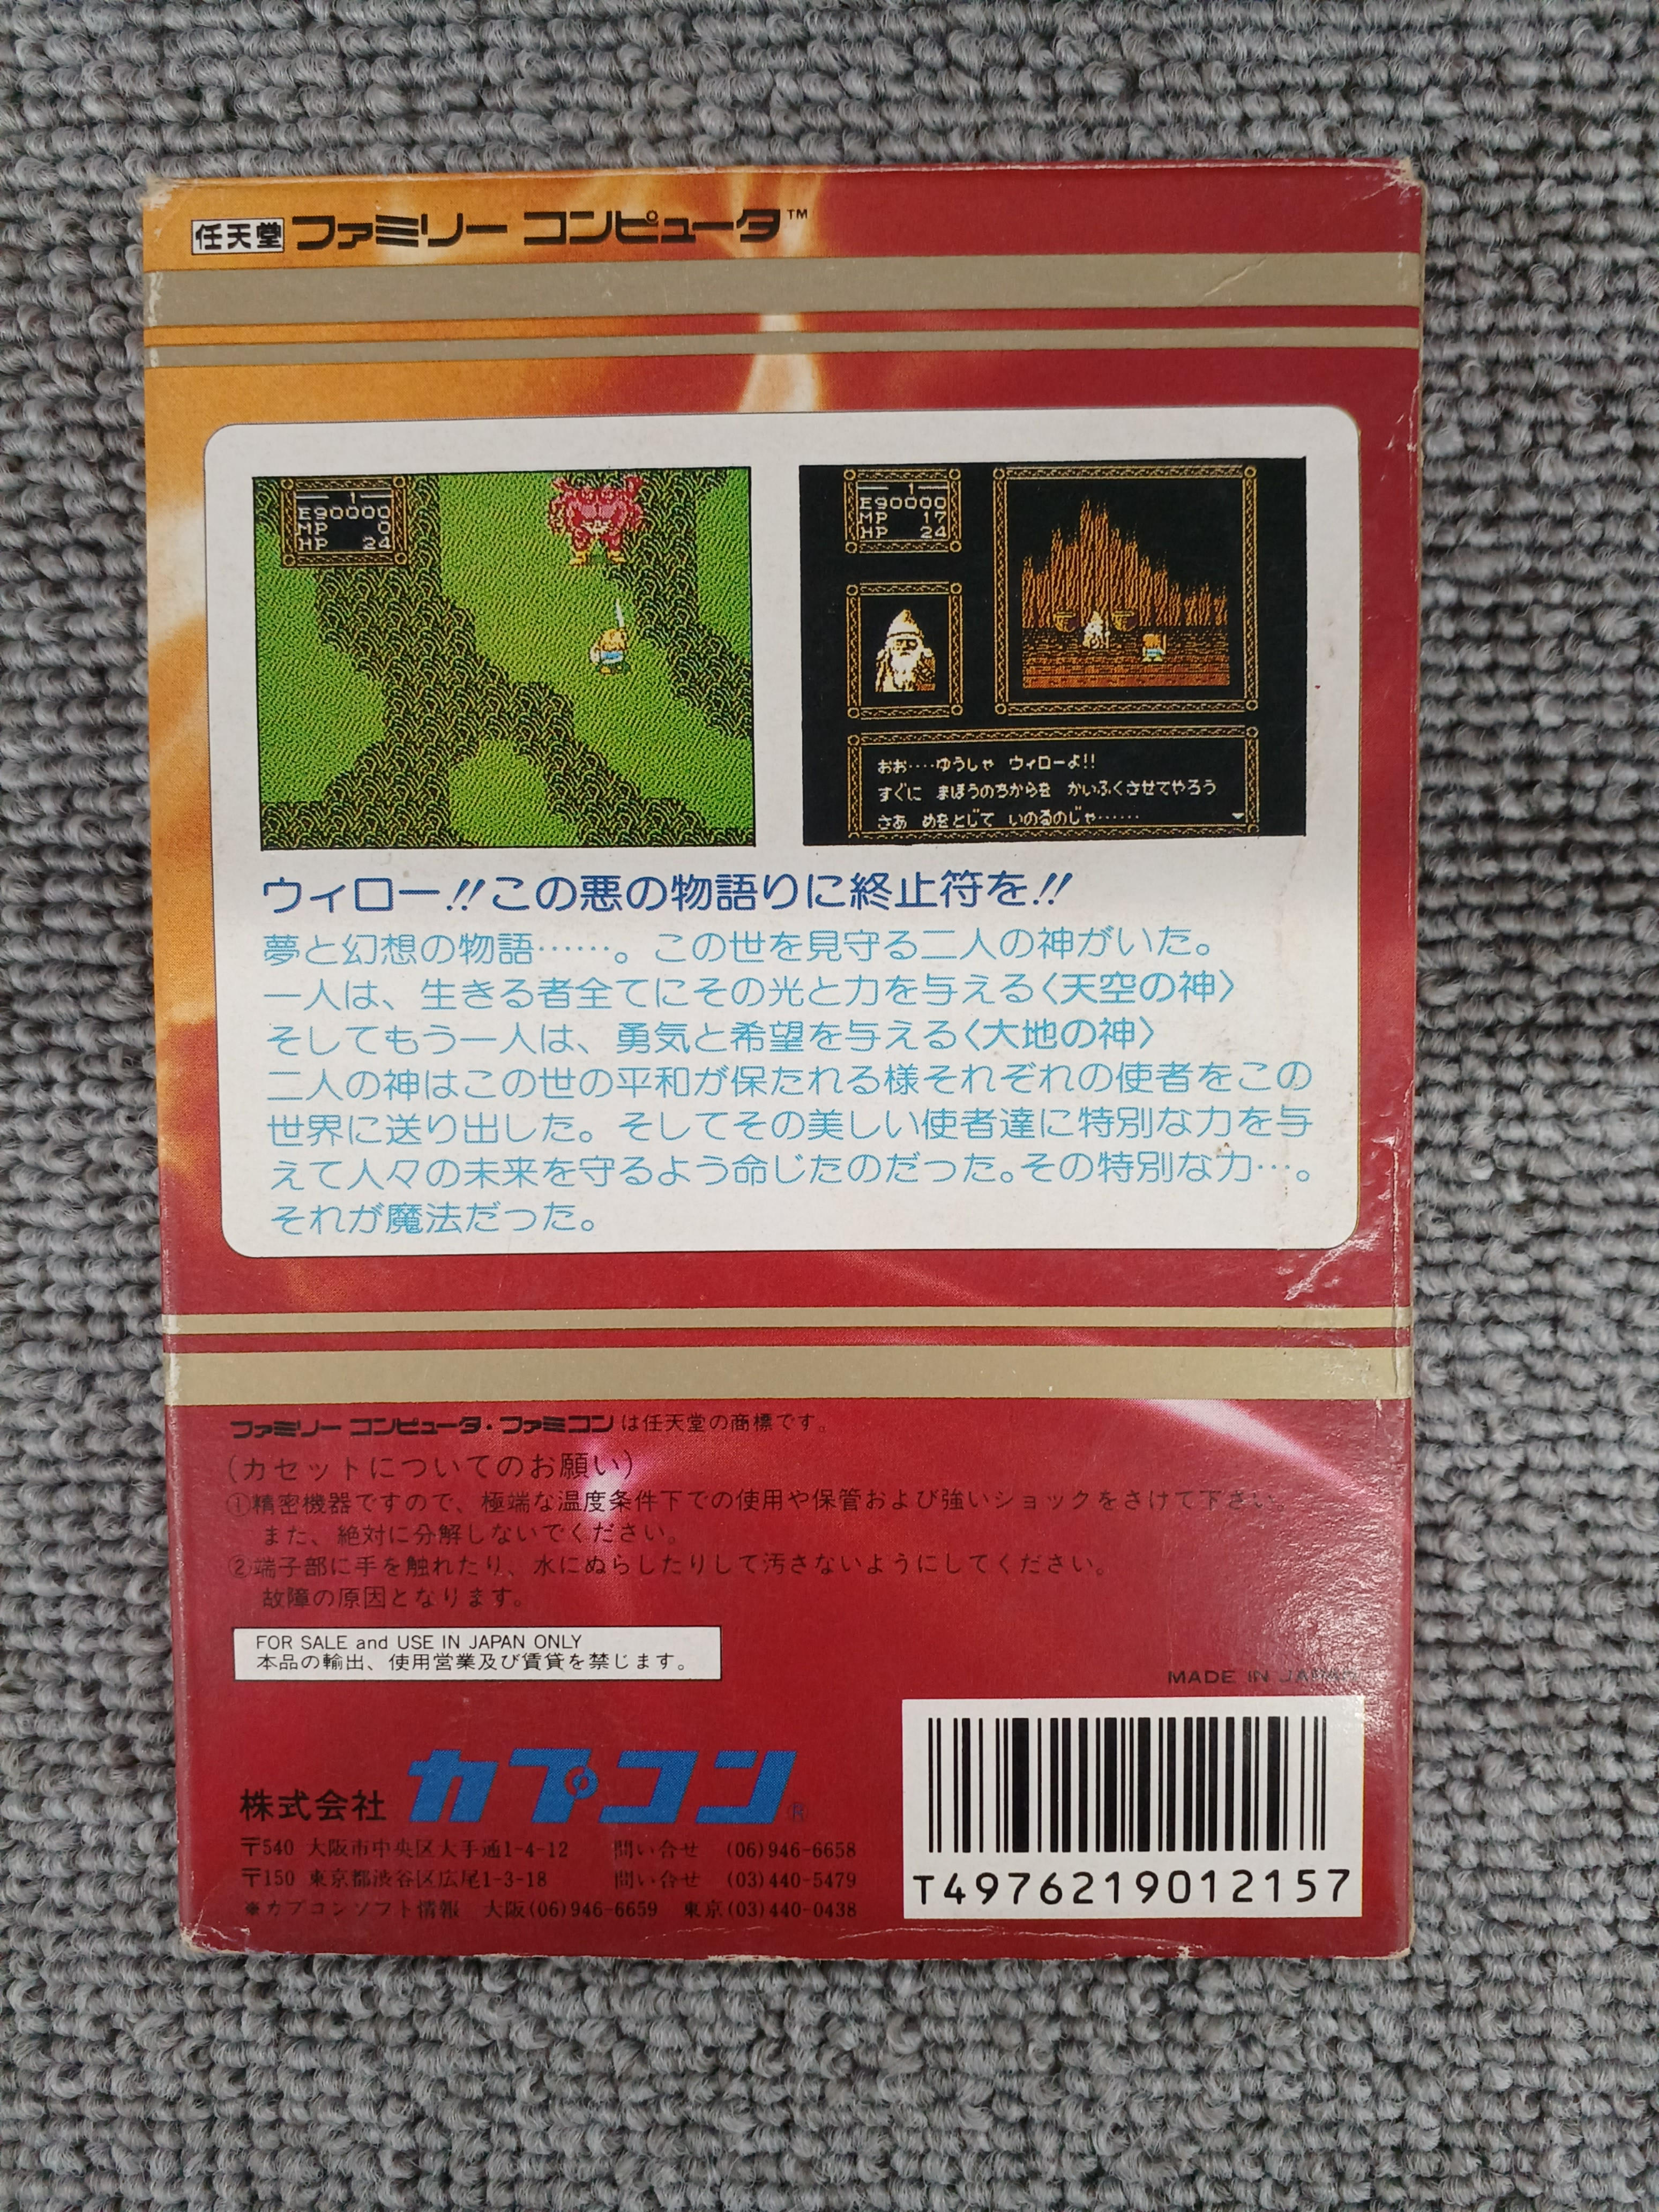 任天堂 ファミリー コンピュータ™
1
E90000
MP 0
HP 24
1
E90000
MP 17
HP 24
おお‥‥ゆうしゃ ウィローよ!!
すぐに まほうのちからを かいふくさせてやろう
さあ めをとじて いのるのじゃ‥‥‥
ウィロー!!この悪の物語りに終止符を!!
夢と幻想の物語……。この世を見守る二人の神がいた。
一人は、生きる者全てにその光と力を与える〈天空の神〉
そしてもう一人は、勇気と希望を与える〈大地の神〉
二人の神はこの世の平和が保たれる様それぞれの使者をこの
世界に送り出した。そしてその美しい使者達に特別な力を与
えて人々の未来を守るよう命じたのだった。その特別な力…。
それが魔法だった。
ファミリー コンピュータ・ファミコンは任天堂の商標です。
(カセットについてのお願い)
①精密機器ですので、極端な温度条件下での使用や保管および強いショックをさけて下さい。
また、絶対に分解しないでください。
②端子部に手を触れたり、水にぬらしたりして汚さないようにしてください。
故障の原因となります。
FOR SALE and USE IN JAPAN ONLY
本品の輸出、使用営業及び賃貸を禁じます。
MADE IN JAPAN
株式会社 カプコン®
〒540 大阪市中央区大手通1-4-12 問い合せ (06)946-6658
〒150 東京都渋谷区広尾1-3-18 問い合せ (03)440-5479
※カプコンソフト情報 大阪(06)946-6659 東京(03)440-0438
T4976219012157